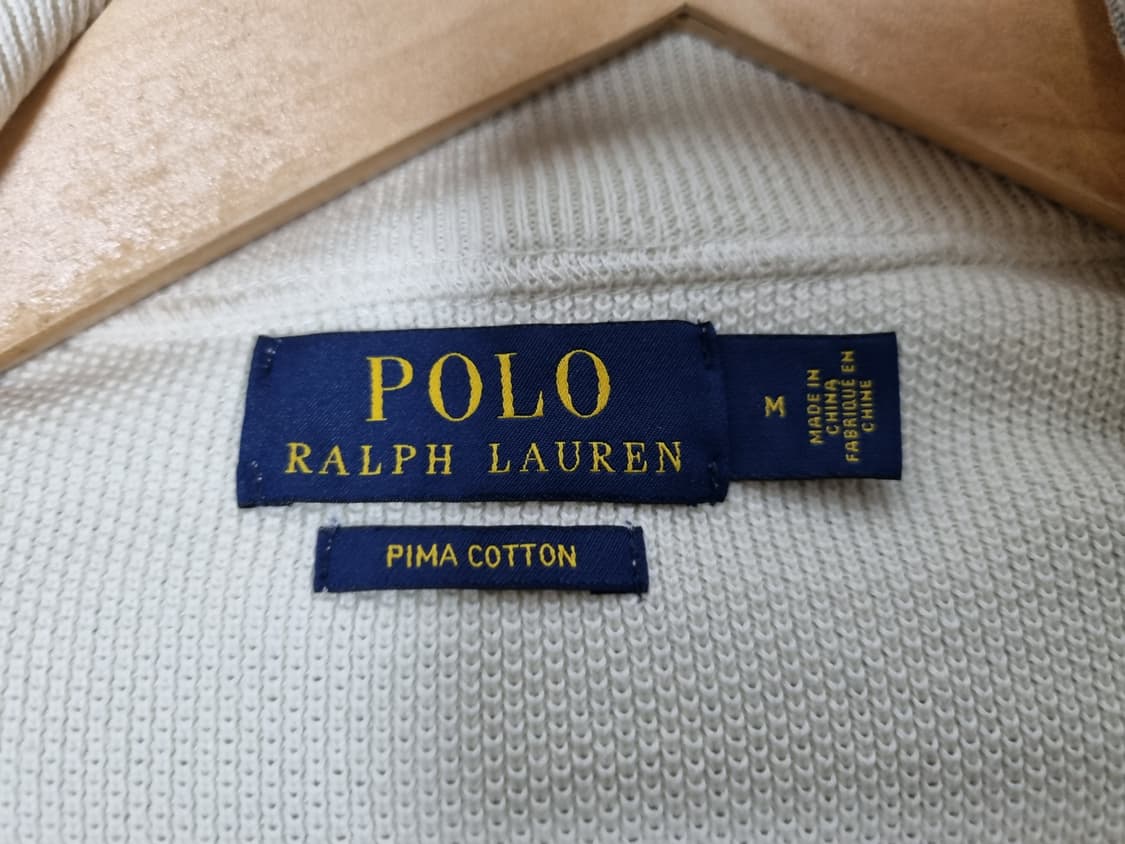 POLO
RALPH LAUREN
M
MADE IN
CHINA
FABRIQUÉ EN
CHINE
PIMA COTTON